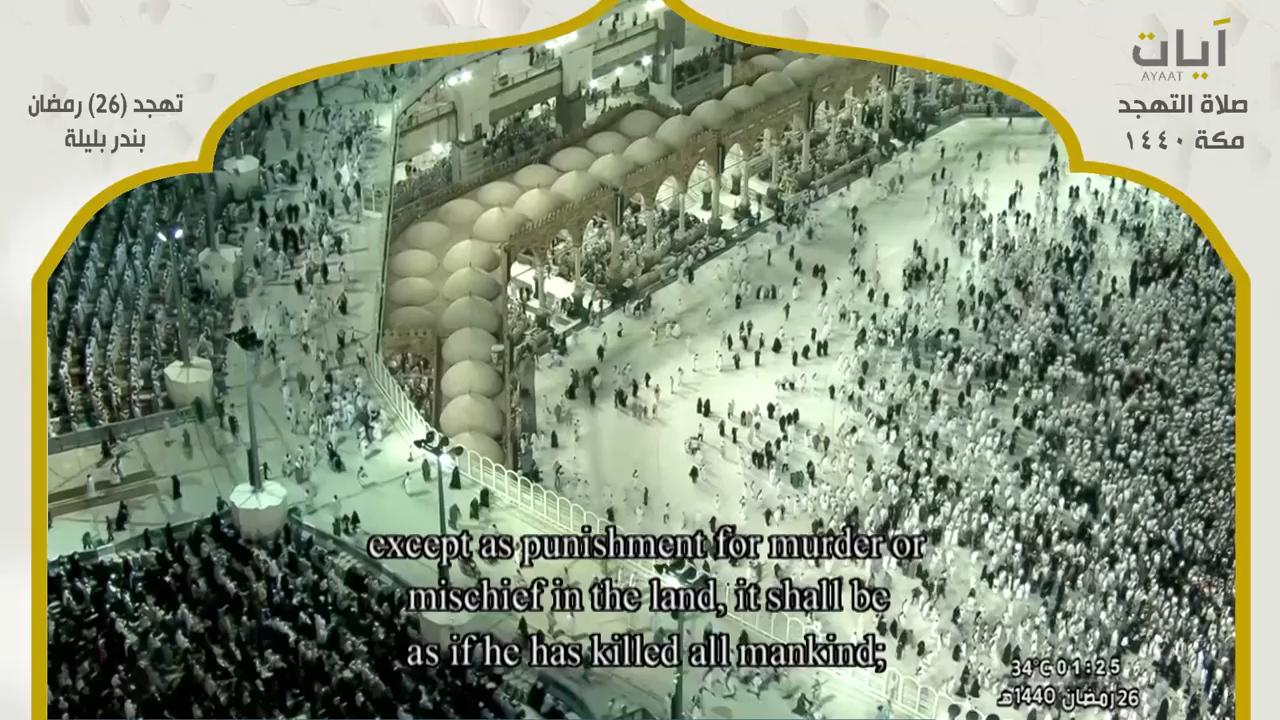 آيات
AYAAT
صلاة التهجد
مكة ١٤٤٠
تهجد (26) رمضان
بندر بليلة
except as punishment for murder or
mischief in the land, it shall be
as if he has killed all mankind;
34°C 01:25
26 رمضان 1440هـ